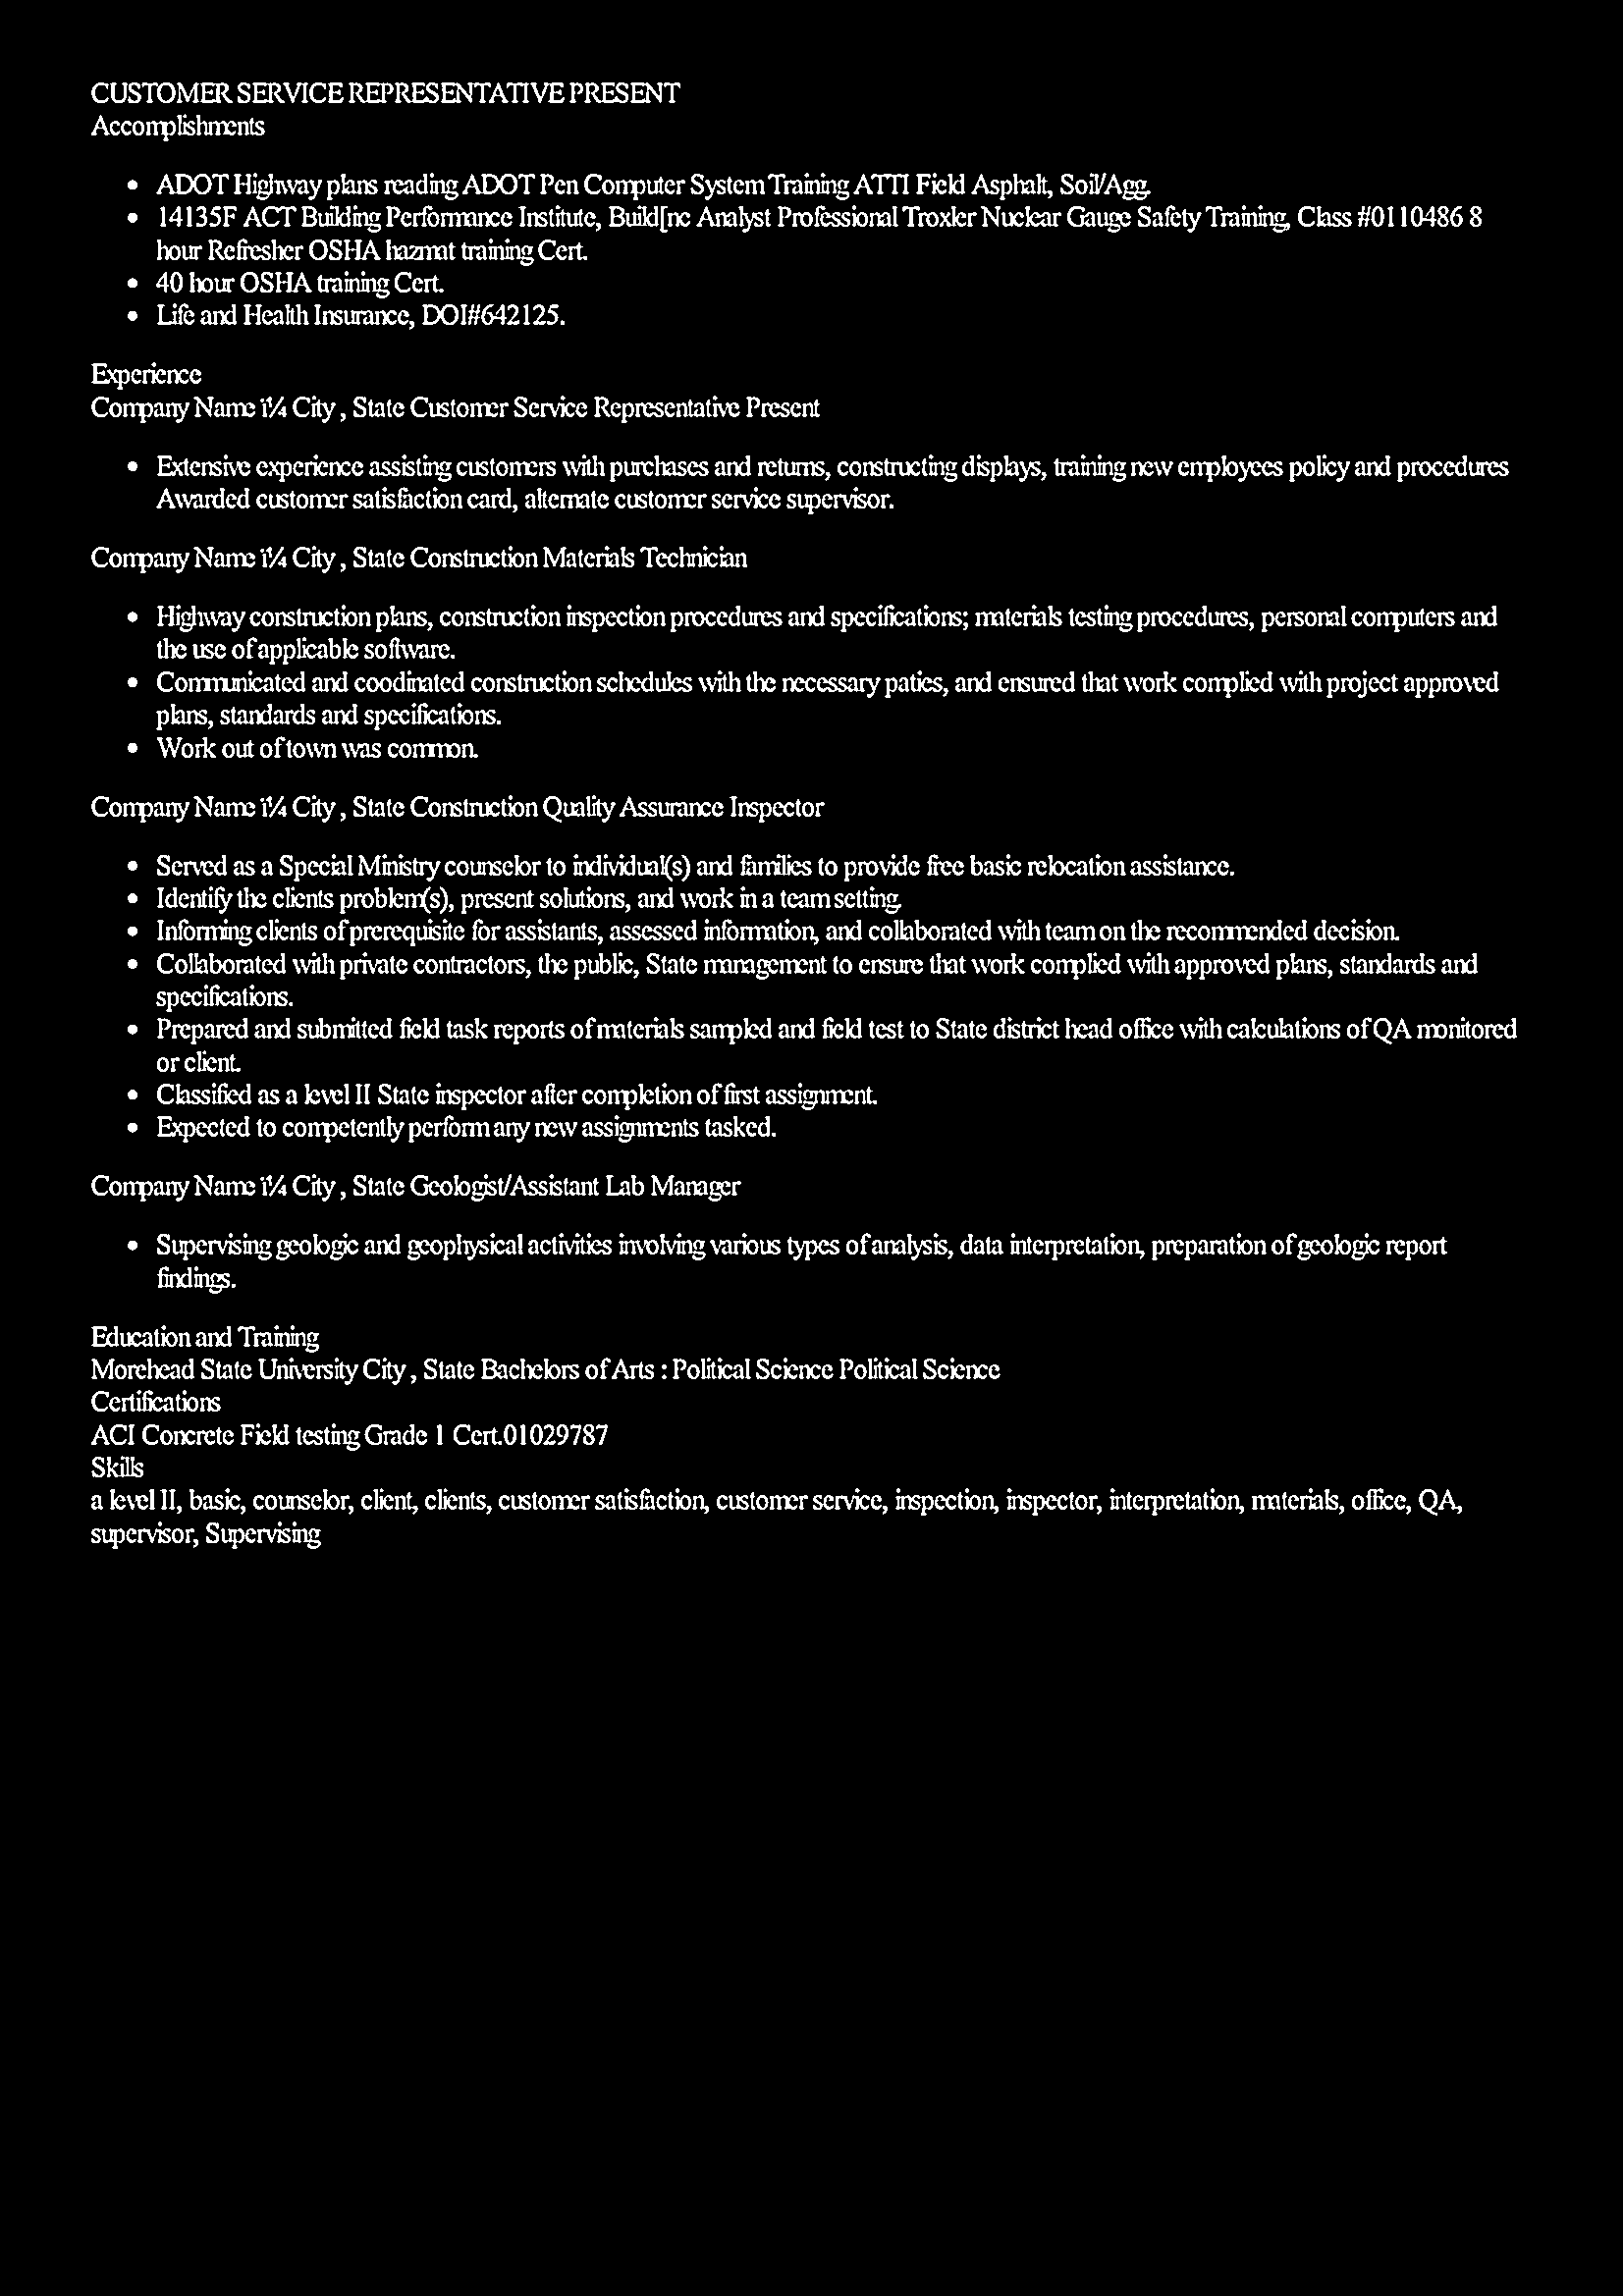 CUSTOMER SERVICE REPRESENTATIVE PRESENT
Accomplishments
• ADOT Highway plans reading ADOT Pen Computer System Training ATTI Field Asphalt, Soil/Agg.
• 14135F ACT Building Performance Institute, Build[nc Analyst Professional Troxler Nuclear Gauge Safety Training, Class #0110486 8
hour Refresher OSHA hazmat training Cert.
• 40 hour OSHA training Cert.
• Life and Health Insurance, DOI#642125.
Experience
Company Name ï¼ City , State Customer Service Representative Present
• Extensive experience assisting customers with purchases and returns, constructing displays, training new employees policy and procedures
Awarded customer satisfaction card, alternate customer service supervisor.
Company Name ï¼ City , State Construction Materials Technician
• Highway construction plans, construction inspection procedures and specifications; materials testing procedures, personal computers and
the use of applicable software.
• Communicated and coodinated construction schedules with the necessary paties, and ensured that work complied with project approved
plans, standards and specifications.
• Work out of town was common.
Company Name ï¼ City , State Construction Quality Assurance Inspector
• Served as a Special Ministry counselor to individual(s) and families to provide free basic relocation assistance.
• Identify the clients problem(s), present solutions, and work in a team setting.
• Informing clients of prerequisite for assistants, assessed information, and collaborated with team on the recommended decision.
• Collaborated with private contractors, the public, State management to ensure that work complied with approved plans, standards and
specifications.
• Prepared and submitted field task reports of materials sampled and field test to State district head office with calculations of QA monitored
or client.
• Classified as a level II State inspector after completion of first assignment.
• Expected to competently perform any new assignments tasked.
Company Name ï¼ City , State Geologist/Assistant Lab Manager
• Supervising geologic and geophysical activities involving various types of analysis, data interpretation, preparation of geologic report
findings.
Education and Training
Morehead State University City , State Bachelors of Arts : Political Science Political Science
Certifications
ACI Concrete Field testing Grade 1 Cert.01029787
Skills
a level II, basic, counselor, client, clients, customer satisfaction, customer service, inspection, inspector, interpretation, materials, office, QA,
supervisor, Supervising